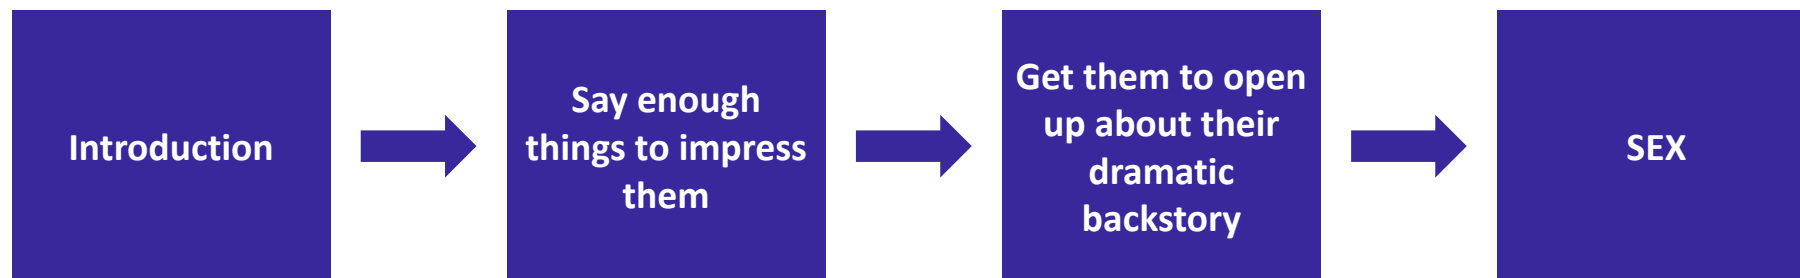 Introduction
Say enough
things to impress
them
Get them to open
up about their
dramatic
backstory
SEX